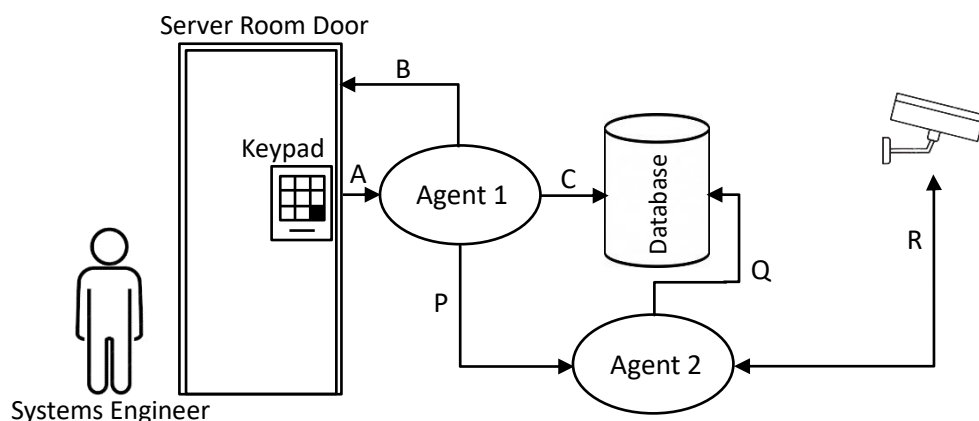 Server Room Door
B
Keypad
A
Agent 1
C
Database
R
P
Q
Agent 2
Systems Engineer